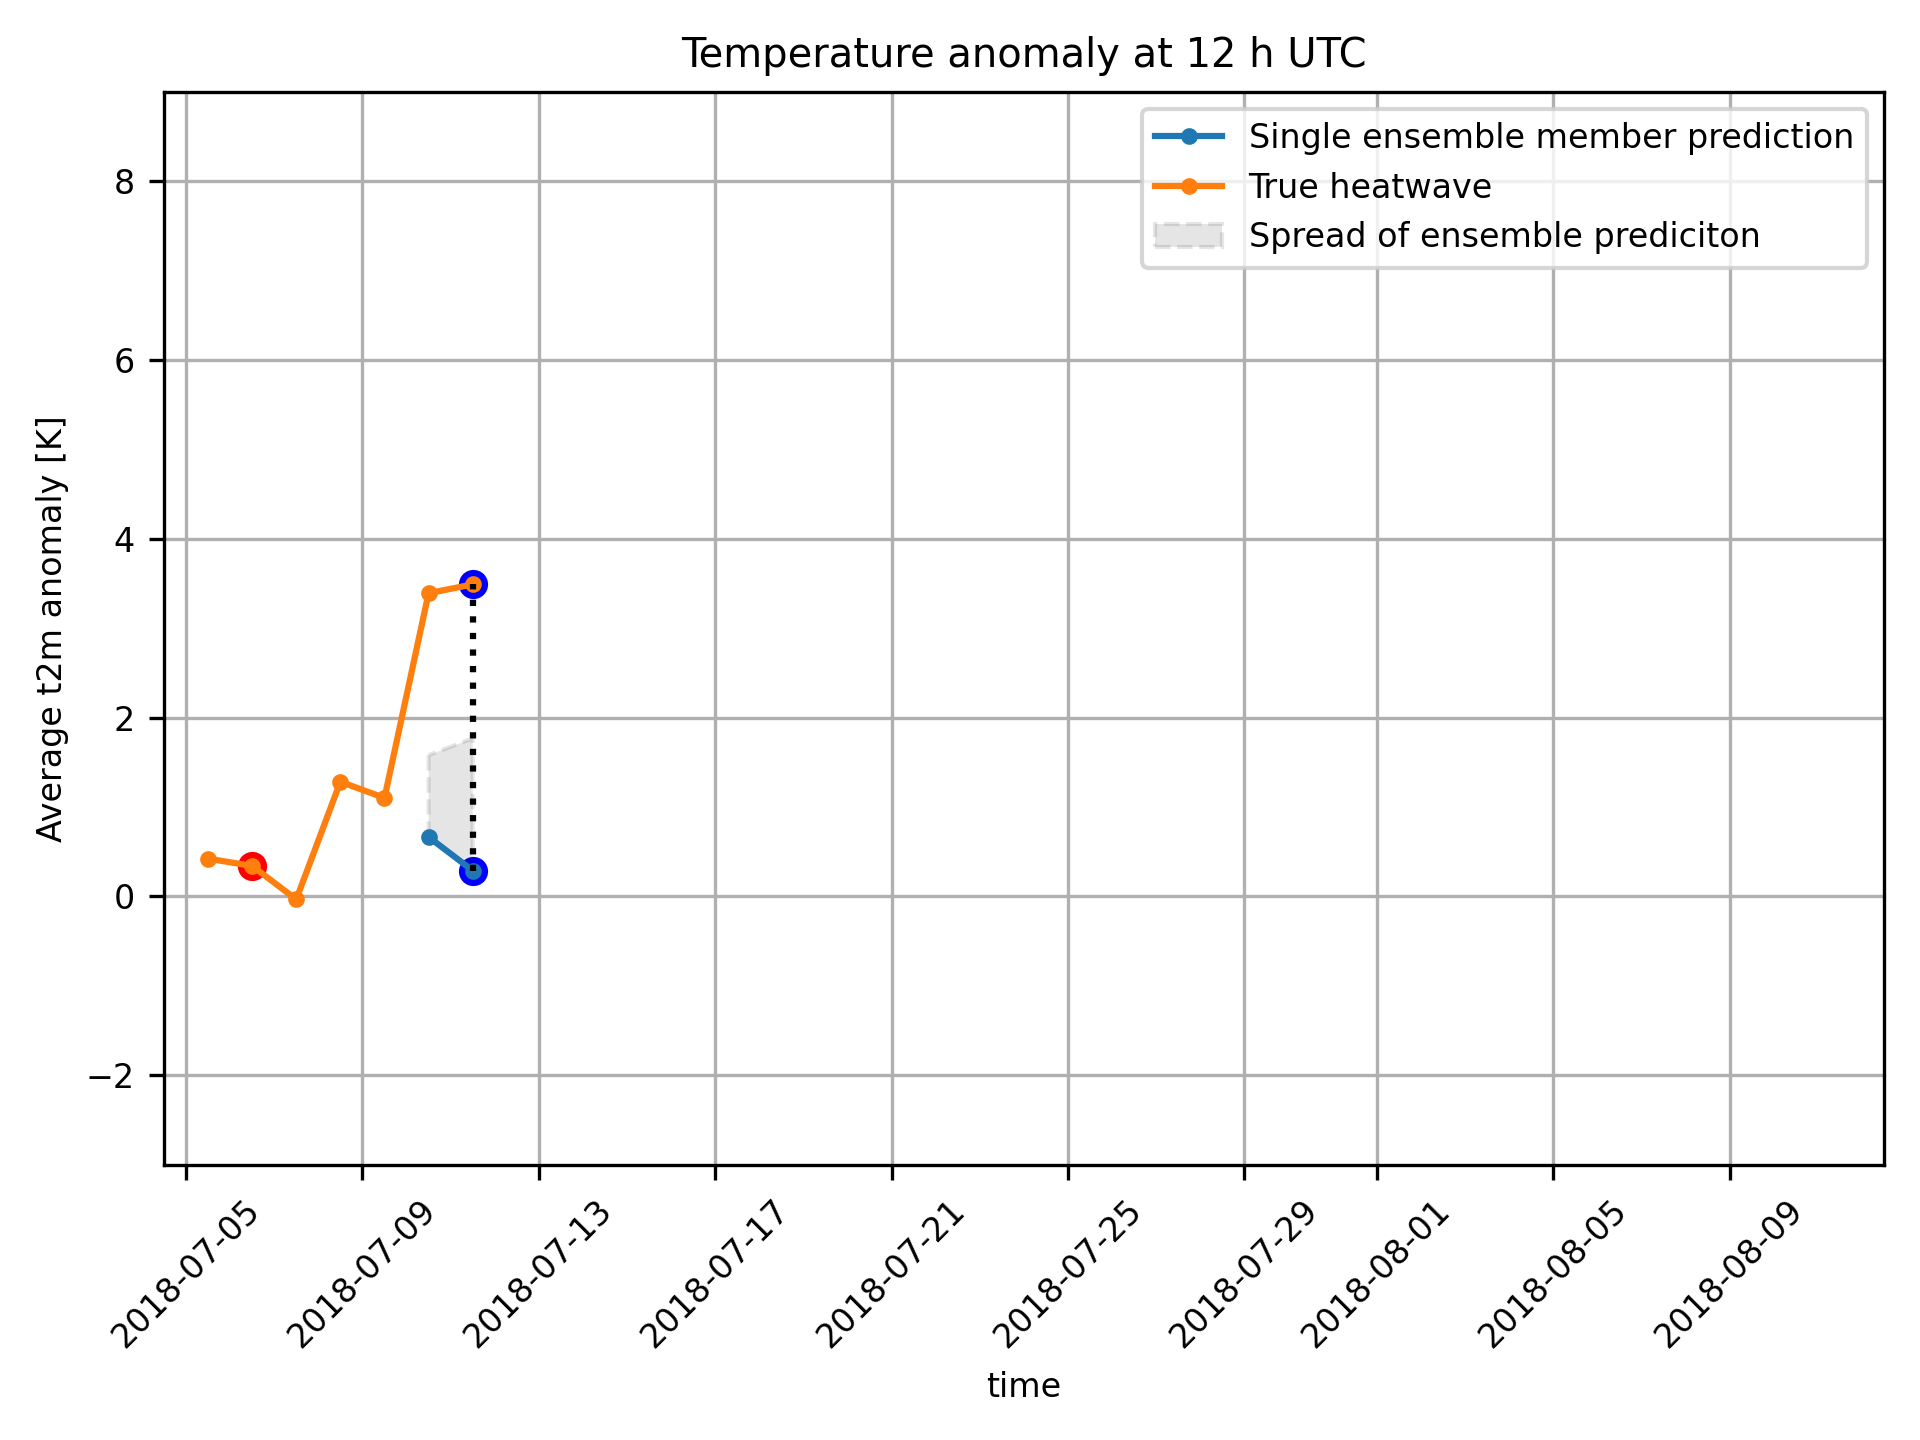 Temperature anomaly at 12 h UTC
Single ensemble member prediction
True heatwave
Spread of ensemble prediciton
Average t2m anomaly [K]
8
6
4
2
0
−2
2018-07-05
2018-07-09
2018-07-13
2018-07-17
2018-07-21
2018-07-25
2018-07-29
2018-08-01
2018-08-05
2018-08-09
time